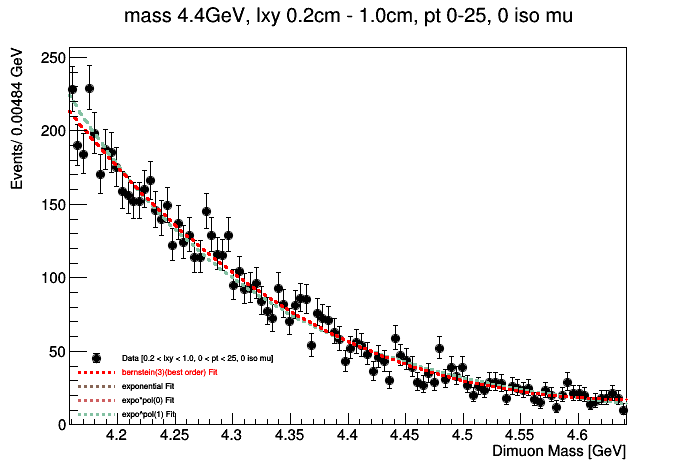 mass 4.4GeV, lxy 0.2cm - 1.0cm, pt 0-25, 0 iso mu
Events/ 0.00484 GeV
250
200
150
100
50
0
Data [0.2 < lxy < 1.0, 0 < pt < 25, 0 iso mu]
bernstein(3)(best order) Fit
exponential Fit
expo*pol(0) Fit
expo*pol(1) Fit
4.2 4.25 4.3 4.35 4.4 4.45 4.5 4.55 4.6
Dimuon Mass [GeV]